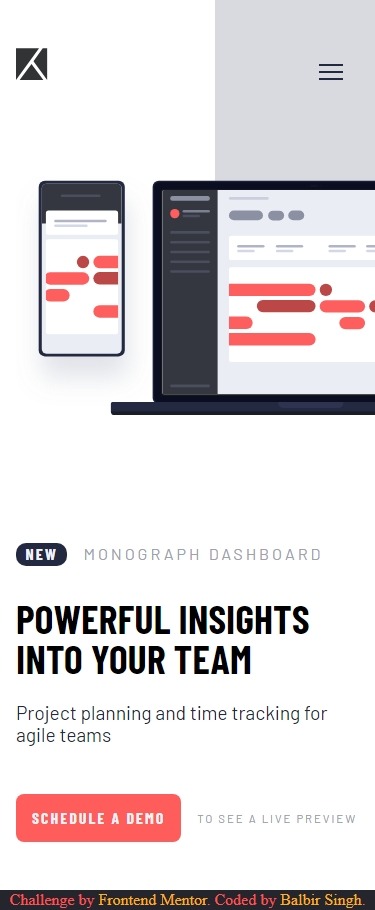 NEW MONOGRAPH DASHBOARD
POWERFUL INSIGHTS
INTO YOUR TEAM
Project planning and time tracking for
agile teams
SCHEDULE A DEMO TO SEE A LIVE PREVIEW
Challenge by Frontend Mentor. Coded by Balbir Singh.